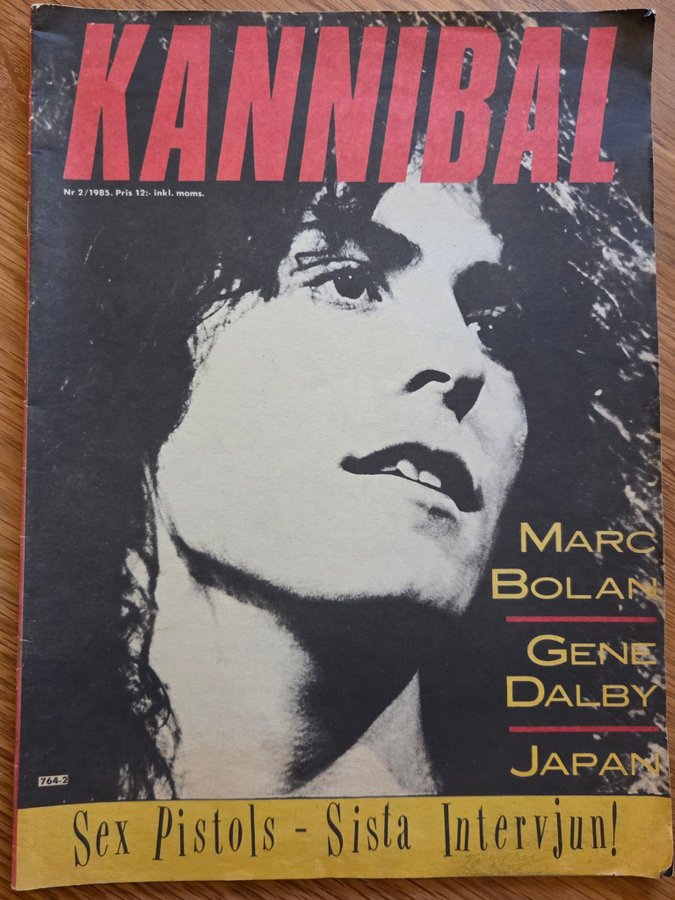 KANNIBAL
Nr 2/1985. Pris 12:- inkl. moms.
MARC
BOLAN
GENE
DALBY
JAPAN
764-2
Sex Pistols - Sista Intervjun!